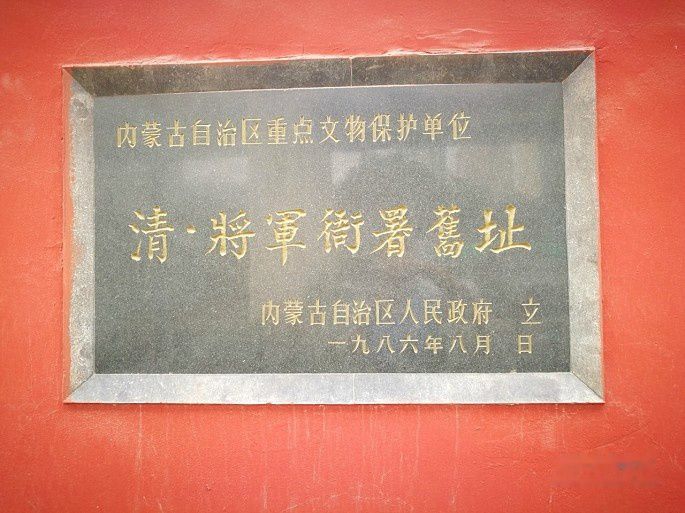 内蒙古自治区重点文物保护单位
清·將軍衙署舊址
内蒙古自治区人民政府 立
一九八六年八月 日